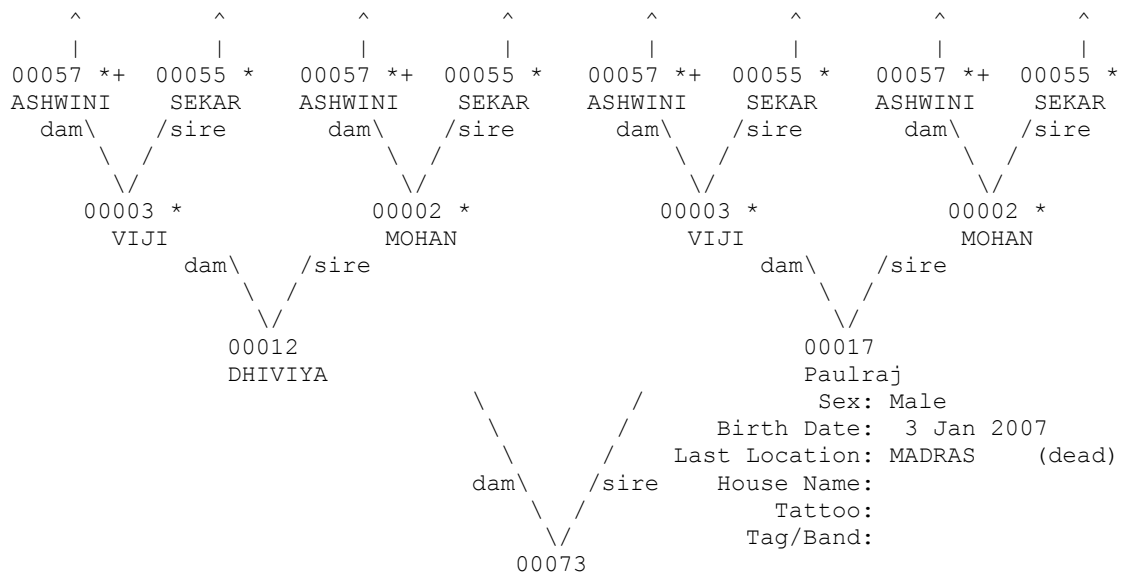 ^ ^ ^ ^ ^ ^ ^ ^
| | | | | | | |
00057 *+ 00055 * 00057 *+ 00055 * 00057 *+ 00055 * 00057 *+ 00055 *
ASHWINI SEKAR ASHWINI SEKAR ASHWINI SEKAR ASHWINI SEKAR
dam\ /sire dam\ /sire dam\ /sire dam\ /sire
\ / \ / \ / \ /
\/ \/ \/ \/
00003 * 00002 * 00003 * 00002 *
VIJI MOHAN VIJI MOHAN
dam\ /sire dam\ /sire
\ / \ /
\/ \/
00012 00017
DHIVIYA Paulraj
\ / Sex: Male
\ / Birth Date: 3 Jan 2007
\ / Last Location: MADRAS (dead)
dam\ /sire House Name:
\ / Tattoo:
\/ Tag/Band:
00073